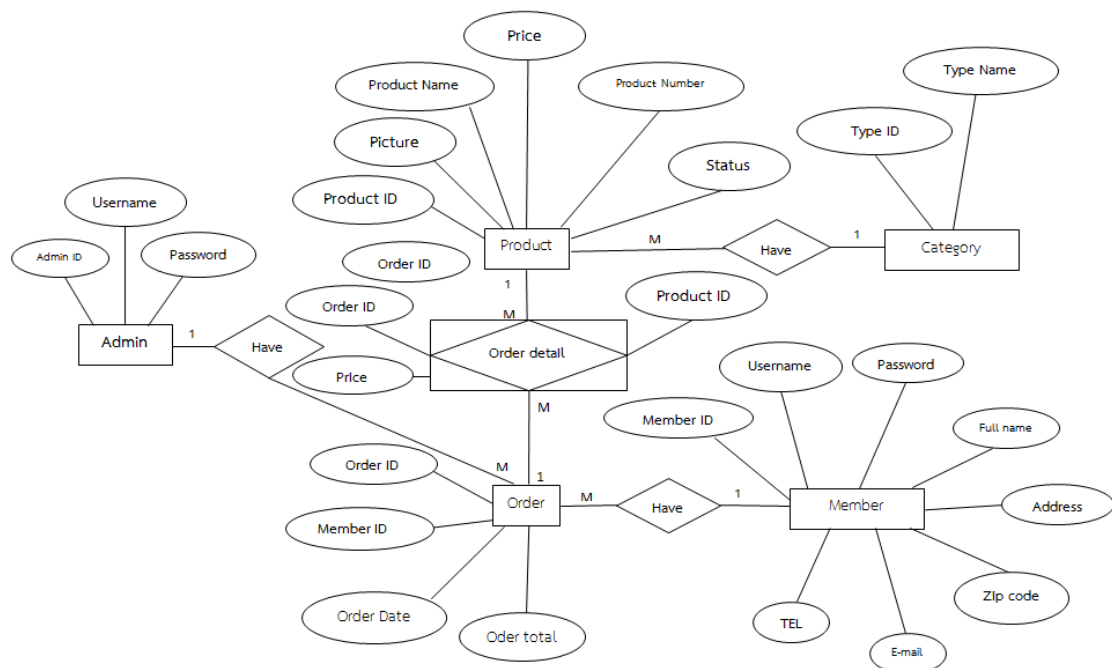 Price
Type Name
Product Name
Product Number
Type ID
Picture
Status
Product ID
Username
Product
M
Have
1
Category
Admin ID
Password
Order ID
1
Order ID
Product ID
M
Admin
1
Have
Order detail
Price
Username
Password
M
Member ID
Full name
Order ID
M
1
Order
M
Have
1
Member
Address
Member ID
Order Date
Oder total
TEL
E-mail
Zip code